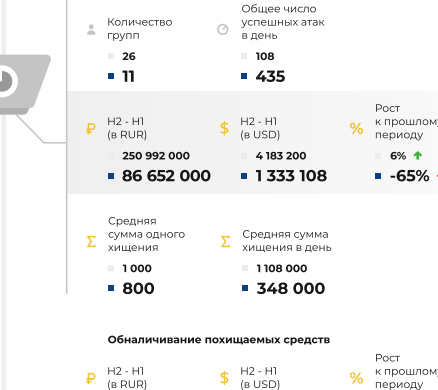 Количество
групп
26
11
Общее число
успешных атак
в день
108
435
₽
H2 - H1
(в RUR)
250 992 000
86 652 000
$
H2 - H1
(в USD)
4 183 200
1 333 108
%
Рост
к прошлому
периоду
6%
-65%
Σ
Средняя
сумма одного
хищения
1 000
800
Σ
Средняя сумма
хищения в день
1 108 000
348 000
Обналичивание похищаемых средств
₽
H2 - H1
(в RUR)
$
H2 - H1
(в USD)
%
Рост
к прошлому
периоду